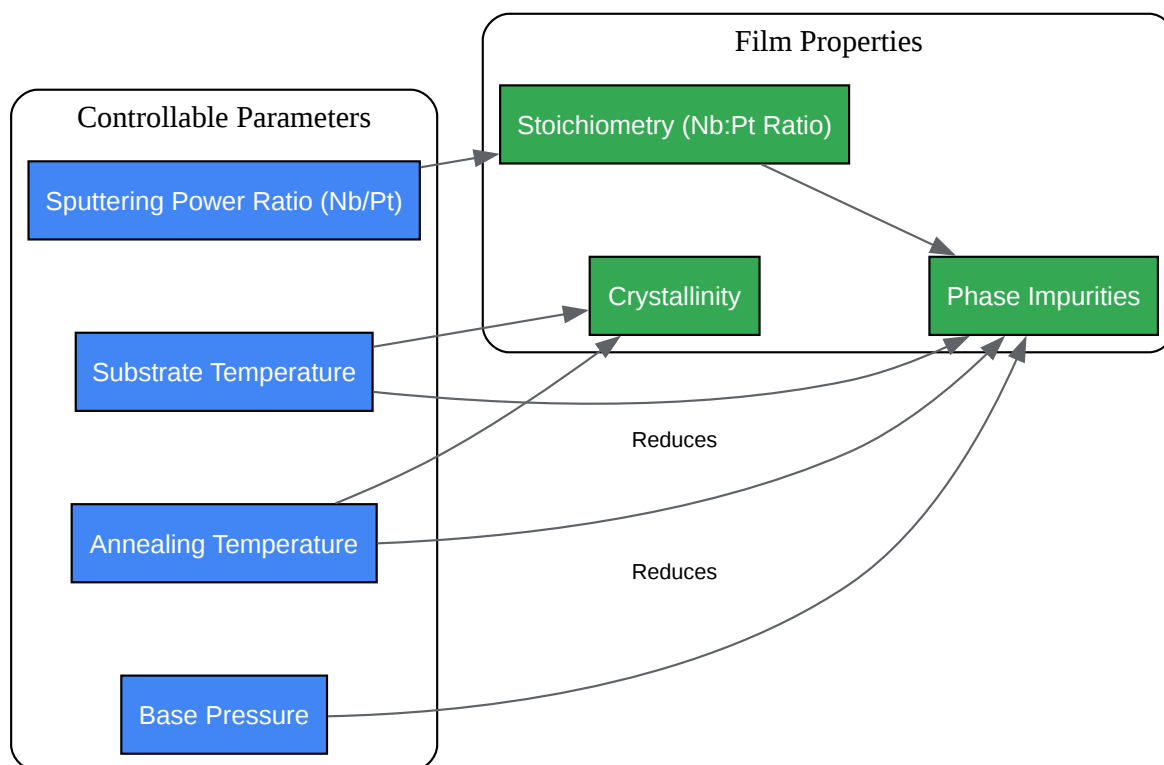 Film Properties
Stoichiometry (Nb:Pt Ratio)
Crystallinity
Phase Impurities
Controllable Parameters
Sputtering Power Ratio (Nb/Pt)
Substrate Temperature
Annealing Temperature
Base Pressure
Reduces
Reduces